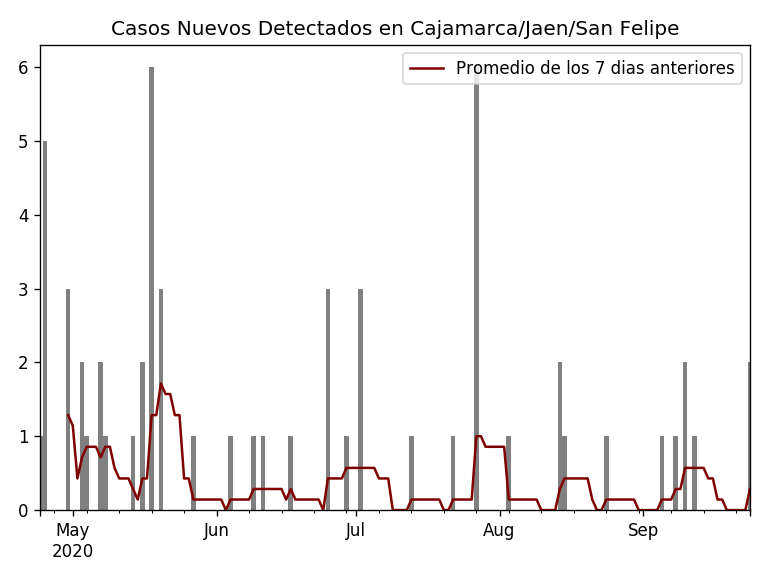 Casos Nuevos Detectados en Cajamarca/Jaen/San Felipe
Promedio de los 7 dias anteriores
6
5
4
3
2
1
0
May Jun Jul Aug Sep
2020